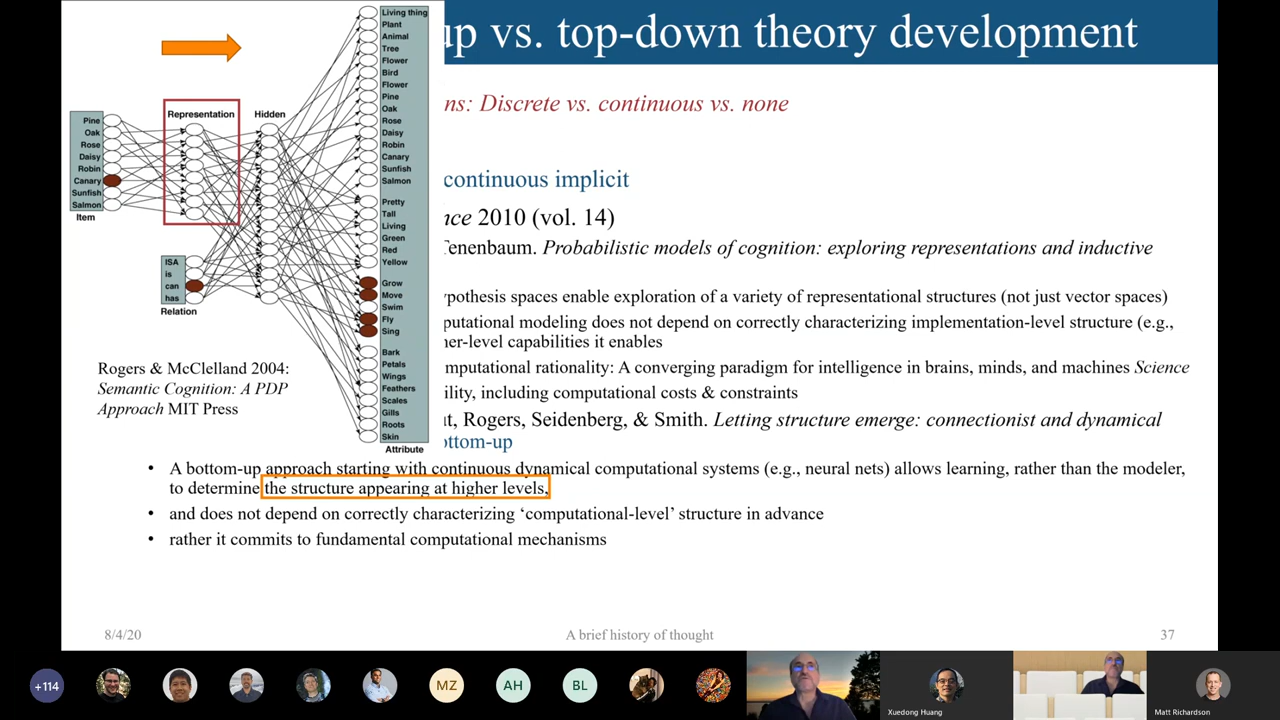 up vs. top-down theory development
ns: Discrete vs. continuous vs. none
continuous implicit
nce 2010 (vol. 14)
Tenenbaum. Probabilistic models of cognition: exploring representations and inductive
ypothesis spaces enable exploration of a variety of representational structures (not just vector spaces)
putational modeling does not depend on correctly characterizing implementation-level structure (e.g.,
her-level capabilities it enables
mputational rationality: A converging paradigm for intelligence in brains, minds, and machines Science
ility, including computational costs & constraints
ut, Rogers, Seidenberg, & Smith. Letting structure emerge: connectionist and dynamical
ottom-up
• A bottom-up approach starting with continuous dynamical computational systems (e.g., neural nets) allows learning, rather than the modeler,
to determine the structure appearing at higher levels,
• and does not depend on correctly characterizing ‘computational-level’ structure in advance
• rather it commits to fundamental computational mechanisms
Representation
Hidden
Pine
Oak
Rose
Daisy
Robin
Canary
Sunfish
Salmon
Item
ISA
is
can
has
Relation
Living thing
Plant
Animal
Tree
Flower
Bird
Flower
Pine
Oak
Rose
Daisy
Robin
Canary
Sunfish
Salmon
Pretty
Tall
Living
Green
Red
Yellow
Grow
Move
Swim
Fly
Sing
Bark
Petals
Wings
Feathers
Scales
Gills
Roots
Skin
Attribute
Rogers & McClelland 2004:
Semantic Cognition: A PDP
Approach MIT Press
8/4/20
A brief history of thought
37
+114
MZ
AH
BL
Xuedong Huang
Matt Richardson